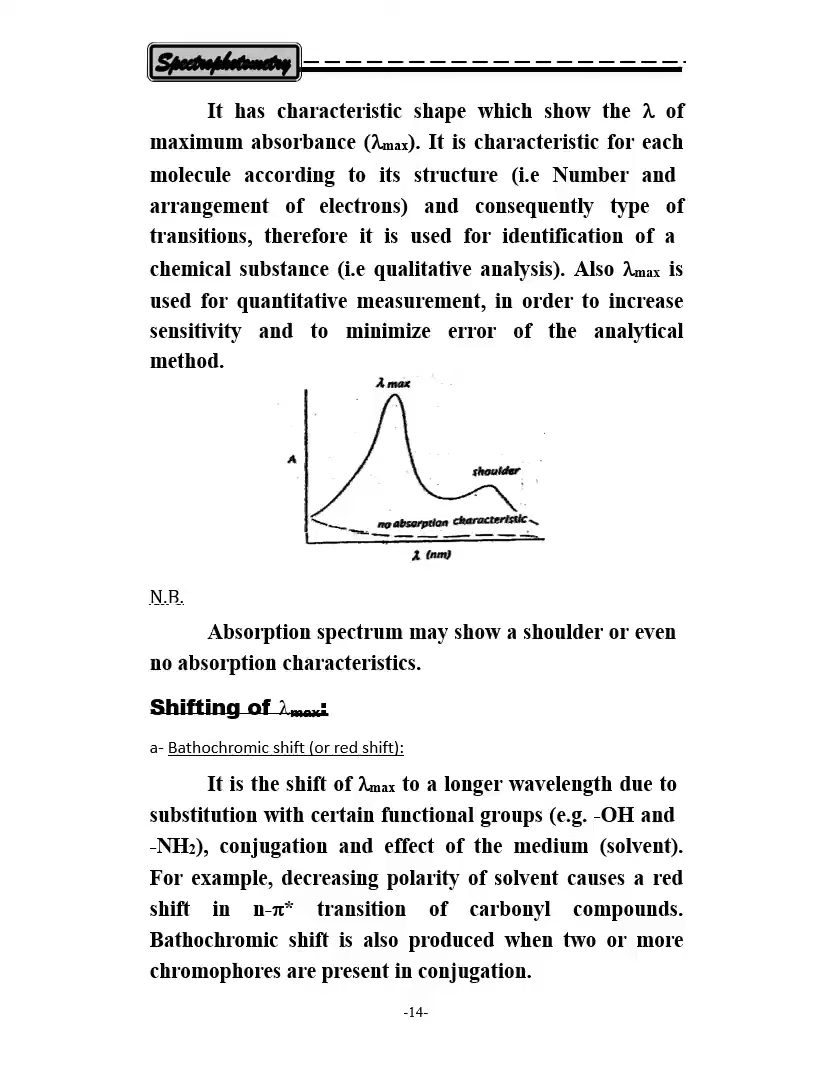 Spectrophotometry
It has characteristic shape which show the λ of
maximum absorbance (λmax). It is characteristic for each
molecule according to its structure (i.e Number and
arrangement of electrons) and consequently type of
transitions, therefore it is used for identification of a
chemical substance (i.e qualitative analysis). Also λmax is
used for quantitative measurement, in order to increase
sensitivity and to minimize error of the analytical
method.
λ max
A
shoulder
no absorption characteristic
λ (nm)
N.B.
Absorption spectrum may show a shoulder or even
no absorption characteristics.
Shifting of λmax:
a- Bathochromic shift (or red shift):
It is the shift of λmax to a longer wavelength due to
substitution with certain functional groups (e.g. -OH and
-NH2), conjugation and effect of the medium (solvent).
For example, decreasing polarity of solvent causes a red
shift in n-π* transition of carbonyl compounds.
Bathochromic shift is also produced when two or more
chromophores are present in conjugation.
-14-